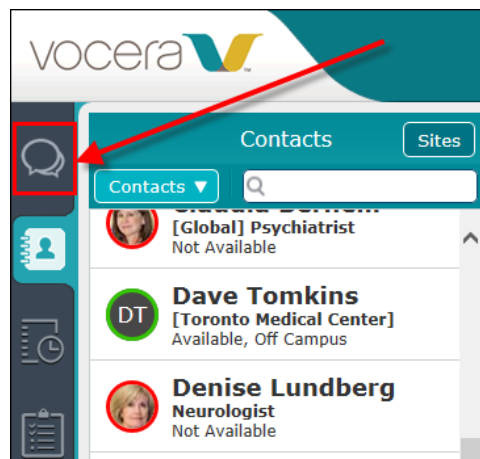 vocera
Contacts
Sites
Contacts ▼
[Global] Psychiatrist
Not Available
DT
Dave Tomkins
[Toronto Medical Center]
Available, Off Campus
Denise Lundberg
Neurologist
Not Available